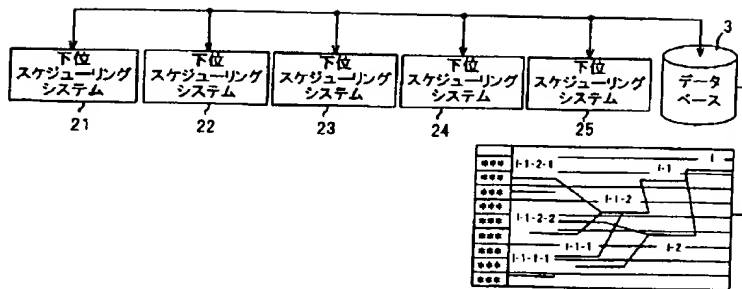 3
下位
スケジューリング
システム
下位
スケジューリング
システム
下位
スケジューリング
システム
下位
スケジューリング
システム
下位
スケジューリング
システム
データ
ベース
21
22
23
24
25
***
***
***
***
***
***
***
***
***
I-1-2-1
I-1
I
I-1-2
I-1-2-2
I-1-1
I-2
I-1-1-1